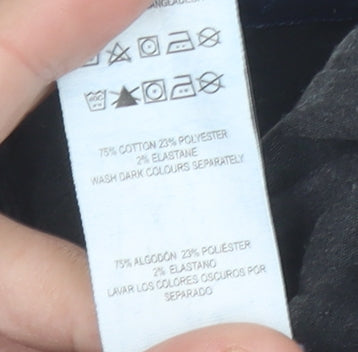 75% COTTON 23% POLYESTER
2% ELASTANE
WASH DARK COLOURS SEPARATELY
75% ALGODÓN 23% POLIÉSTER
2% ELASTANO
LAVAR LOS COLORES OSCUROS POR
SEPARADO